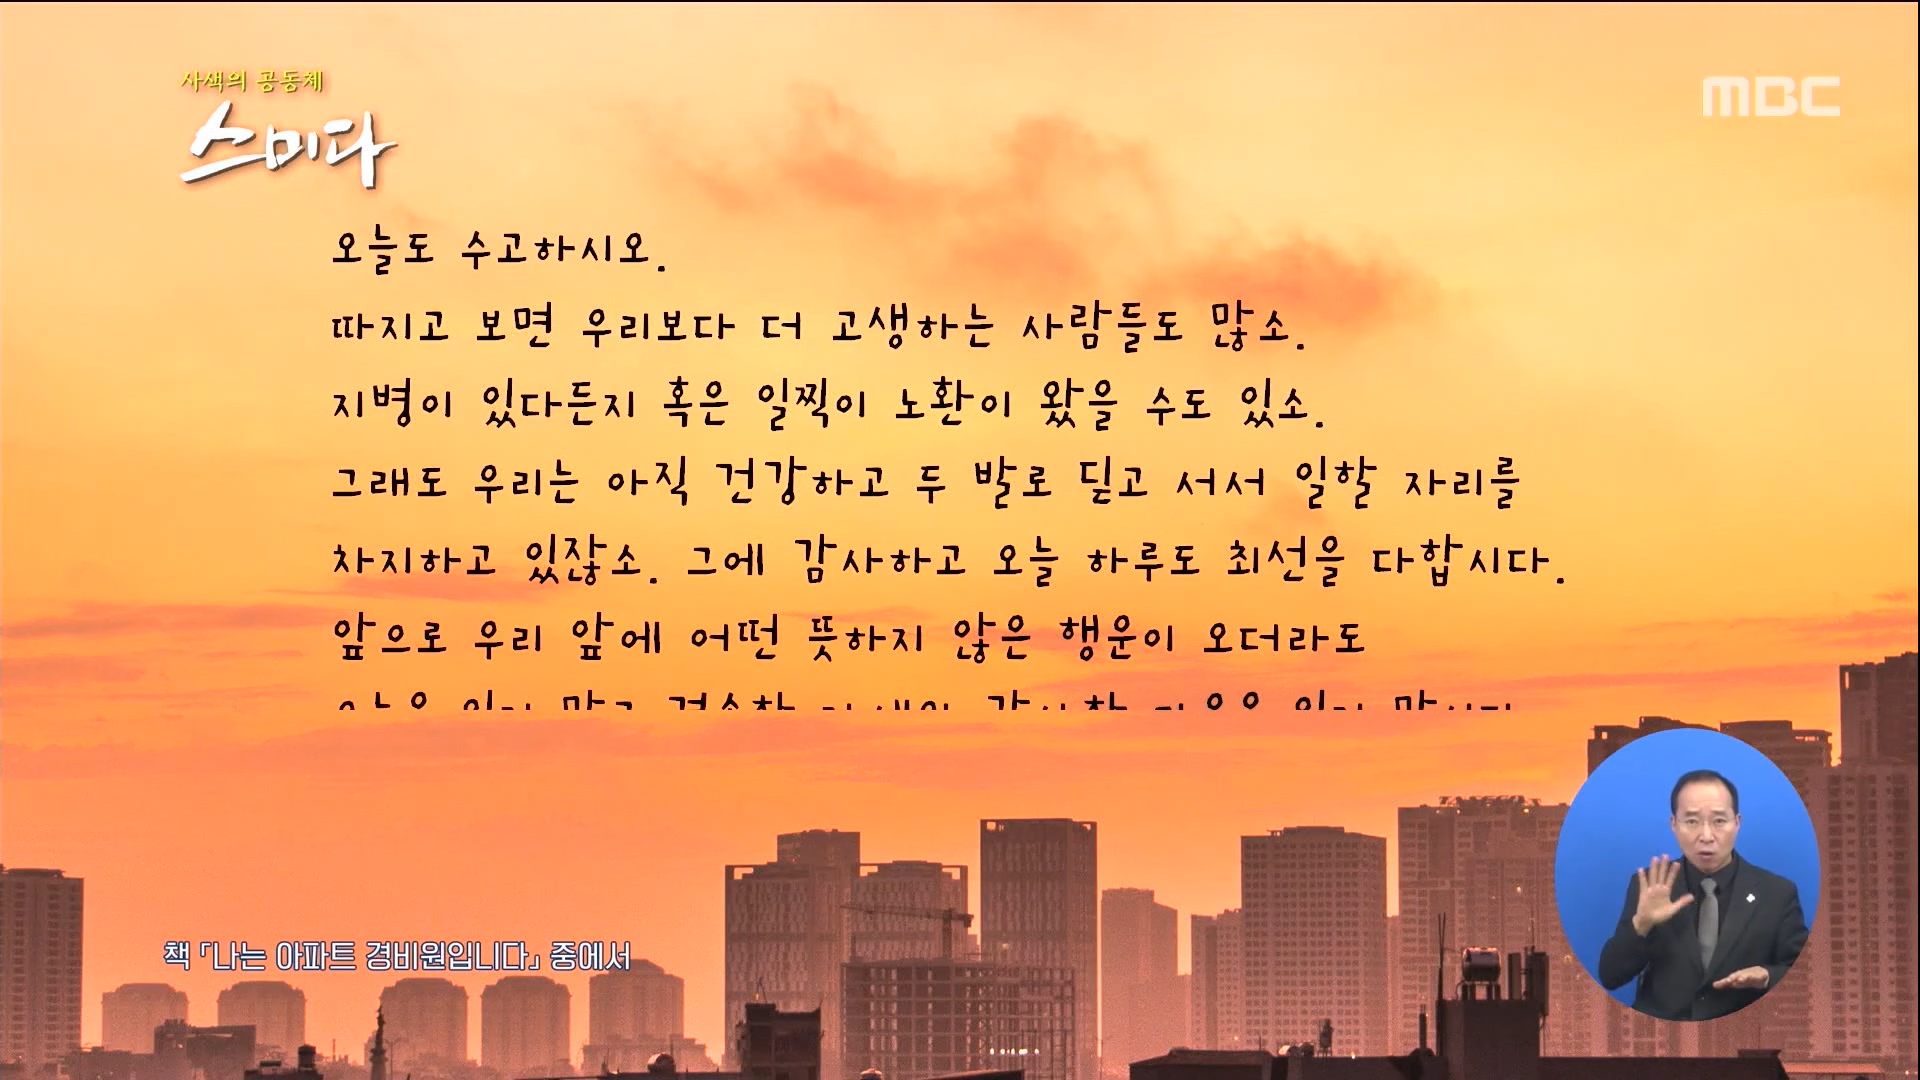 사색의 공동체
스미다
MBC
오늘도 수고하시오.
따지고 보면 우리보다 더 고생하는 사람들도 많소.
지병이 있다든지 혹은 일찍이 노환이 왔을 수도 있소.
그래도 우리는 아직 건강하고 두 발로 딛고 서서 일할 자리를
차지하고 있잖소. 그에 감사하고 오늘 하루도 최선을 다합시다.
앞으로 우리 앞에 어떤 뜻하지 않은 행운이 오더라도
책 「나는 아파트 경비원입니다」 중에서